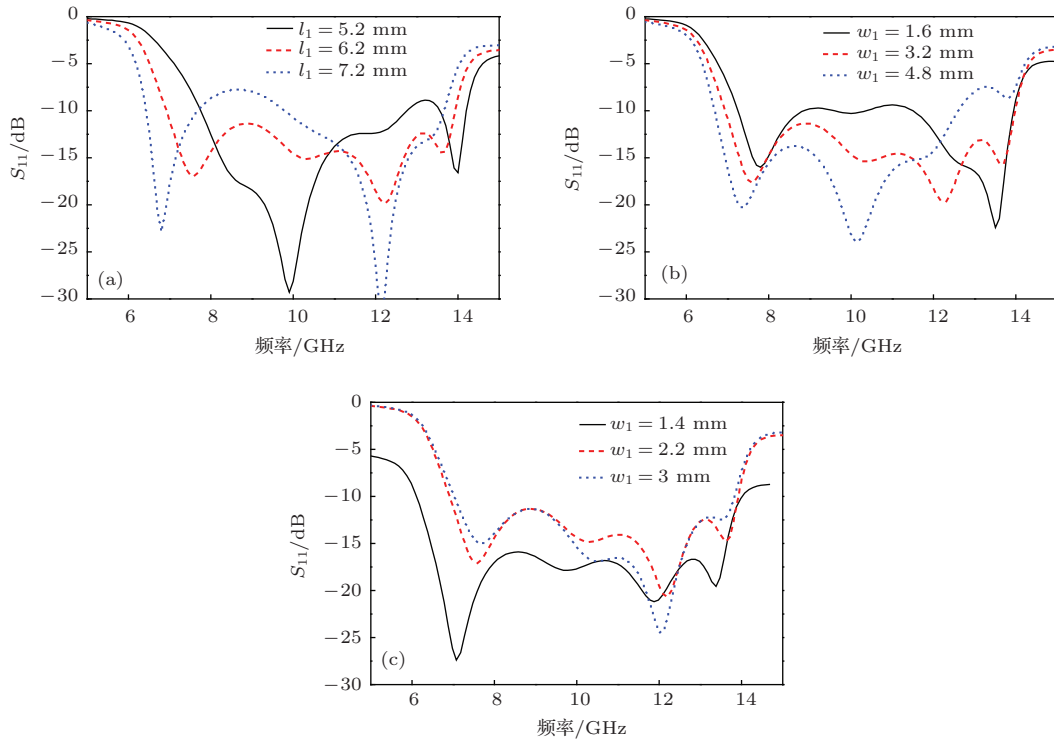 0
−5
−10
−15
−20
−25
−30
S₁₁/dB
l₁ = 5.2 mm
l₁ = 6.2 mm
l₁ = 7.2 mm
(a)
6 8 10 12 14
频率/GHz
0
−5
−10
−15
−20
−25
−30
S₁₁/dB
w₁ = 1.6 mm
w₁ = 3.2 mm
w₁ = 4.8 mm
(b)
6 8 10 12 14
频率/GHz
0
−5
−10
−15
−20
−25
−30
S₁₁/dB
w₁ = 1.4 mm
w₁ = 2.2 mm
w₁ = 3 mm
(c)
6 8 10 12 14
频率/GHz